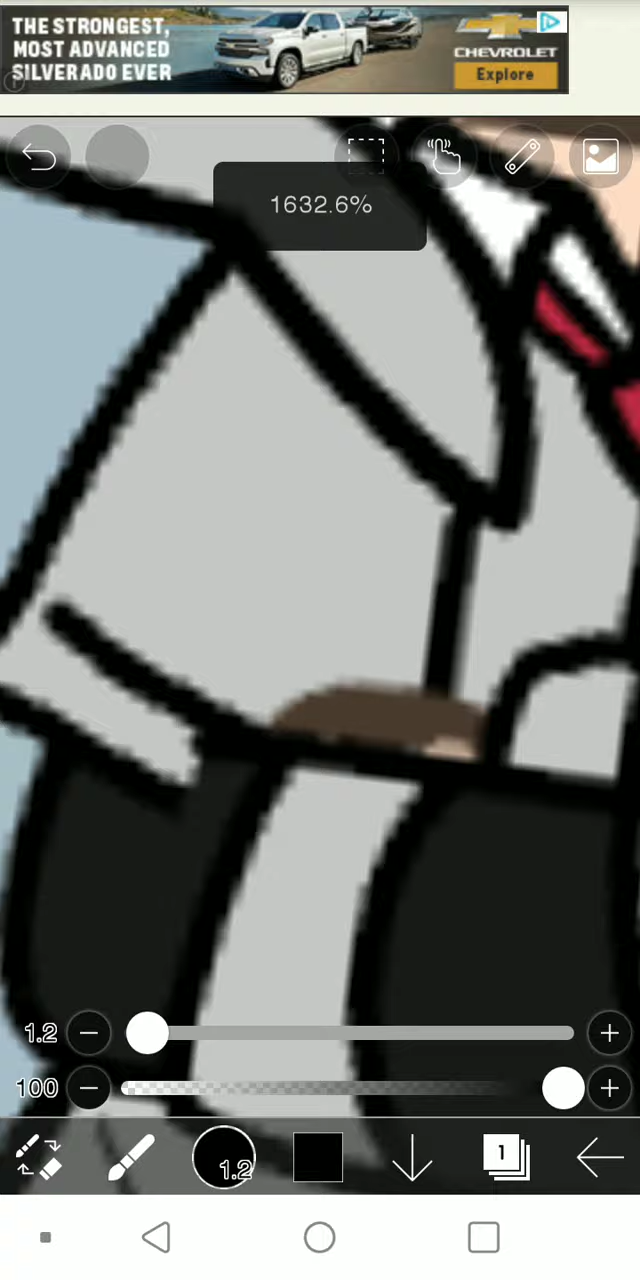 THE STRONGEST,
MOST ADVANCED
SILVERADO EVER
CHEVROLET
Explore
1632.6%
1.2
100
1.2
1